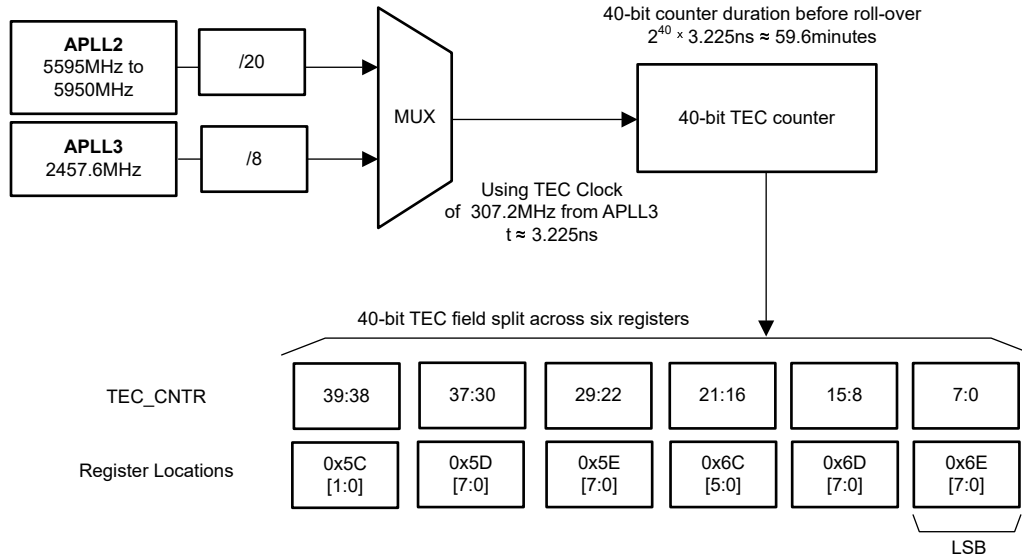 APLL2
5595MHz to
5950MHz
/20
APLL3
2457.6MHz
/8
MUX
40-bit counter duration before roll-over
2⁴⁰ x 3.225ns ≈ 59.6minutes
40-bit TEC counter
Using TEC Clock
of 307.2MHz from APLL3
t ≈ 3.225ns
40-bit TEC field split across six registers
TEC_CNTR 39:38 37:30 29:22 21:16 15:8 7:0
Register Locations
0x5C 0x5D 0x5E 0x6C 0x6D 0x6E
[1:0] [7:0] [7:0] [5:0] [7:0] [7:0]
LSB